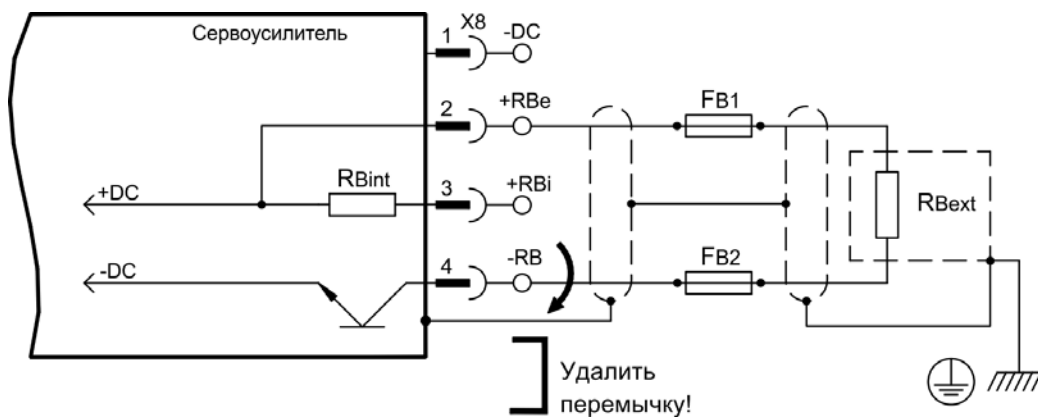 Сервоусилитель
X8
1
-DC
2
+RBe
FB1
+DC
RBint
3
+RBi
RBext
-DC
4
-RB
FB2
Удалить
перемычку!